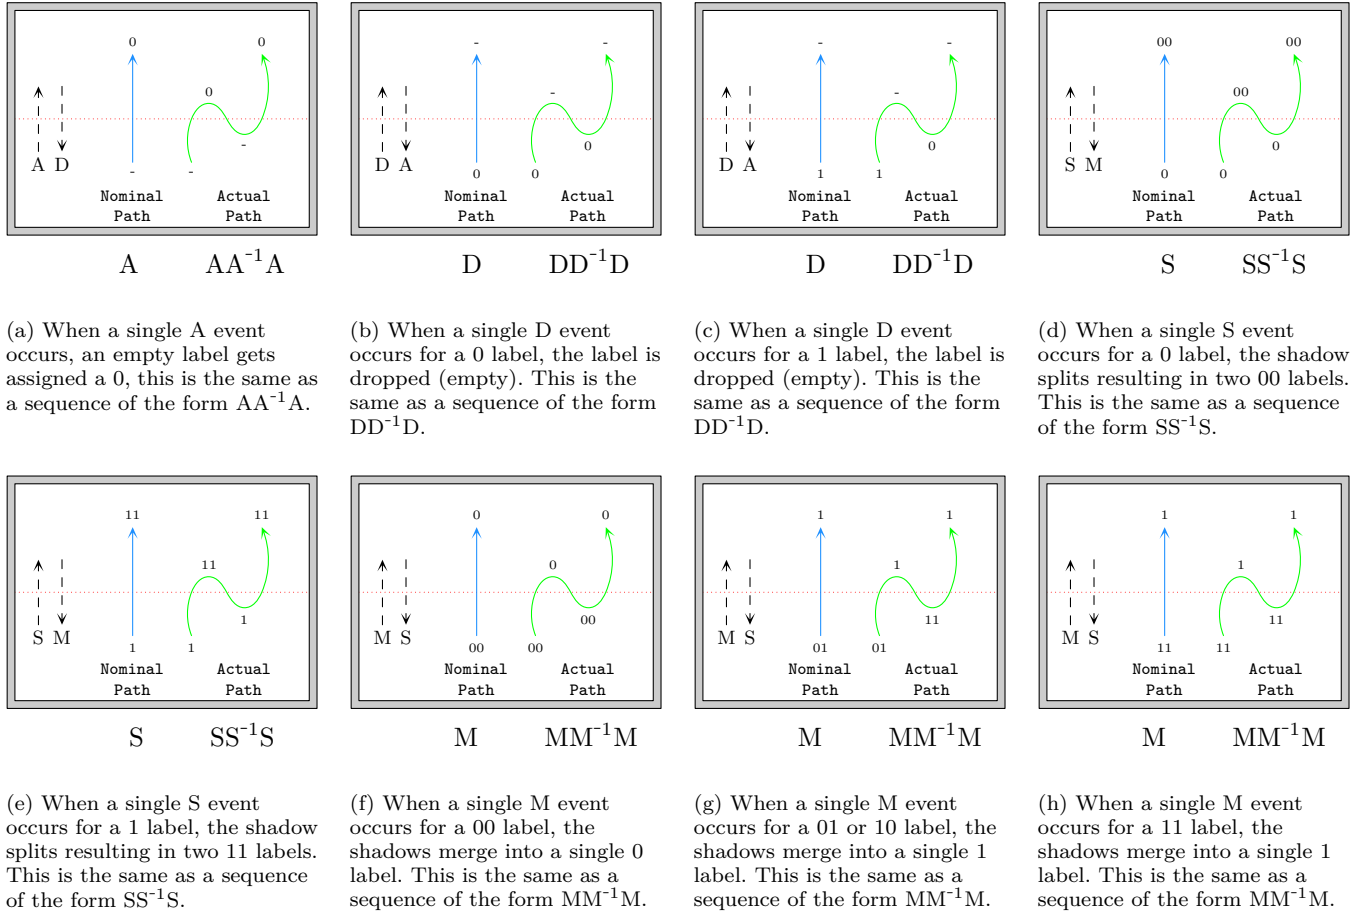 0 0
0
-
A D
- -
Nominal Actual
Path Path
A AA-1A
(a) When a single A event
occurs, an empty label gets
assigned a 0, this is the same as
a sequence of the form AA-1A.
- -
-
0
D A
0 0
Nominal Actual
Path Path
D DD-1D
(b) When a single D event
occurs for a 0 label, the label is
dropped (empty). This is the
same as a sequence of the form
DD-1D.
- -
-
0
D A
1 1
Nominal Actual
Path Path
D DD-1D
(c) When a single D event
occurs for a 1 label, the label is
dropped (empty). This is the
same as a sequence of the form
DD-1D.
00 00
00
0
S M
0 0
Nominal Actual
Path Path
S SS-1S
(d) When a single S event
occurs for a 0 label, the shadow
splits resulting in two 00 labels.
This is the same as a sequence
of the form SS-1S.
11 11
11
1
S M
1 1
Nominal Actual
Path Path
S SS-1S
(e) When a single S event
occurs for a 1 label, the shadow
splits resulting in two 11 labels.
This is the same as a sequence
of the form SS-1S.
0 0
0
00
M S
00 00
Nominal Actual
Path Path
M MM-1M
(f) When a single M event
occurs for a 00 label, the
shadows merge into a single 0
label. This is the same as a
sequence of the form MM-1M.
1 1
1
11
M S
01 01
Nominal Actual
Path Path
M MM-1M
(g) When a single M event
occurs for a 01 or 10 label, the
shadows merge into a single 1
label. This is the same as a
sequence of the form MM-1M.
1 1
1
11
M S
11 11
Nominal Actual
Path Path
M MM-1M
(h) When a single M event
occurs for a 11 label, the
shadows merge into a single 1
label. This is the same as a
sequence of the form MM-1M.